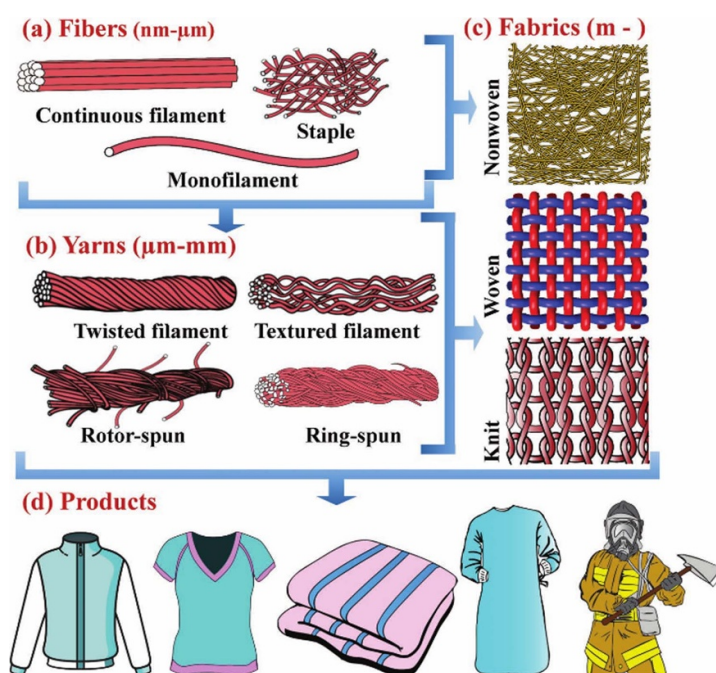 (a) Fibers (nm-μm)
Continuous filament
Staple
Monofilament
(b) Yarns (μm-mm)
Twisted filament
Textured filament
Rotor-spun
Ring-spun
(c) Fabrics (m - )
Nonwoven
Woven
Knit
(d) Products